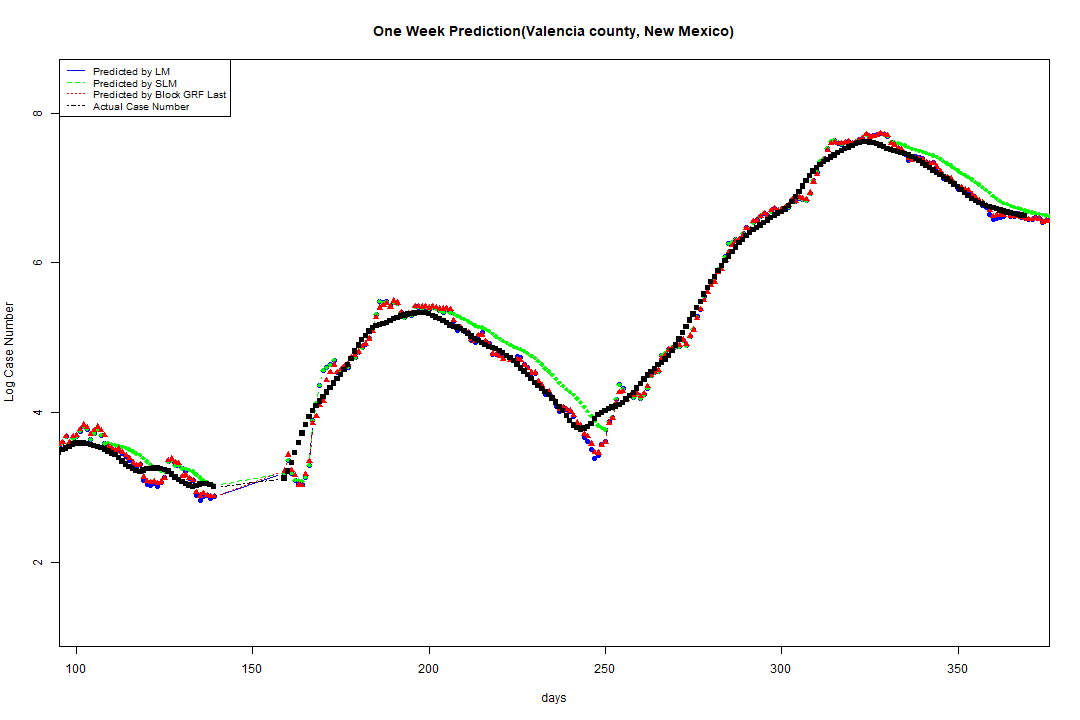 One Week Prediction(Valencia county, New Mexico)
Predicted by LM
Predicted by SLM
Predicted by Block GRF Last
Actual Case Number
8
6
4
2
Log Case Number
100 150 200 250 300 350
days